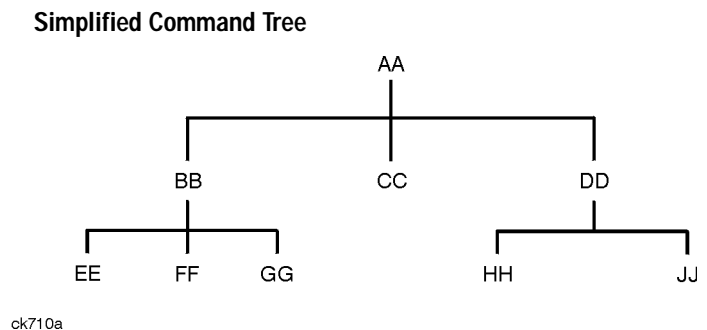 Simplified Command Tree
AA
BB CC DD
EE FF GG HH JJ
ck710a